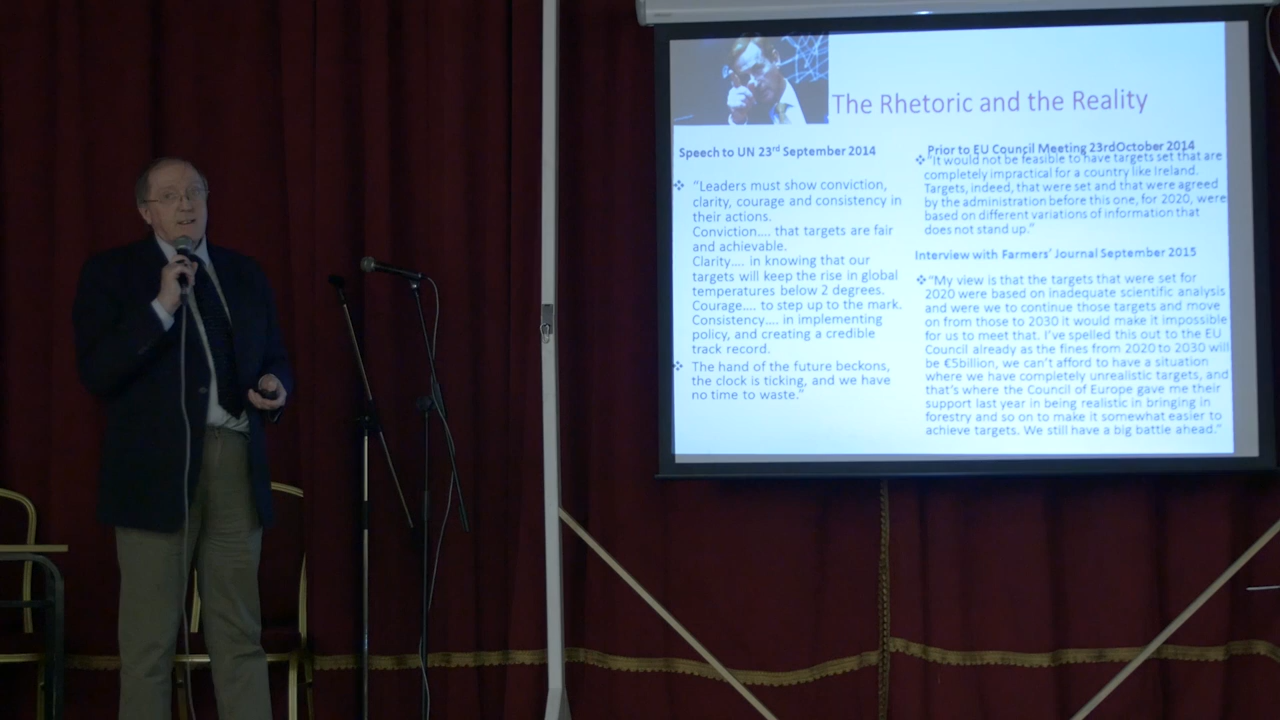 The Rhetoric and the Reality
Speech to UN 23rd September 2014
❖ "Leaders must show conviction,
clarity, courage and consistency in
their actions.
Conviction.... that targets are fair
and achievable.
Clarity.... in knowing that our
targets will keep the rise in global
temperatures below 2 degrees.
Courage.... to step up to the mark.
Consistency.... in implementing
policy, and creating a credible
track record.
❖ The hand of the future beckons,
the clock is ticking, and we have
no time to waste."
Prior to EU Council Meeting 23rdOctober 2014
❖ "It would not be feasible to have targets set that are
completely impractical for a country like Ireland.
Targets, indeed, that were set and that were agreed
by the administration before this one, for 2020, were
based on different variations of information that
does not stand up."
Interview with Farmers' Journal September 2015
❖ "My view is that the targets that were set for
2020 were based on inadequate scientific analysis
and were we to continue those targets and move
on from those to 2030 it would make it impossible
for us to meet that. I've spelled this out to the EU
Council already as the fines from 2020 to 2030 will
be €5billion, we can't afford to have a situation
where we have completely unrealistic targets, and
that's where the Council of Europe gave me their
support last year in being realistic in bringing in
forestry and so on to make it somewhat easier to
achieve targets. We still have a big battle ahead."